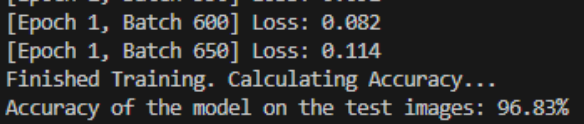 [Epoch 1, Batch 600] Loss: 0.082
[Epoch 1, Batch 650] Loss: 0.114
Finished Training. Calculating Accuracy...
Accuracy of the model on the test images: 96.83%